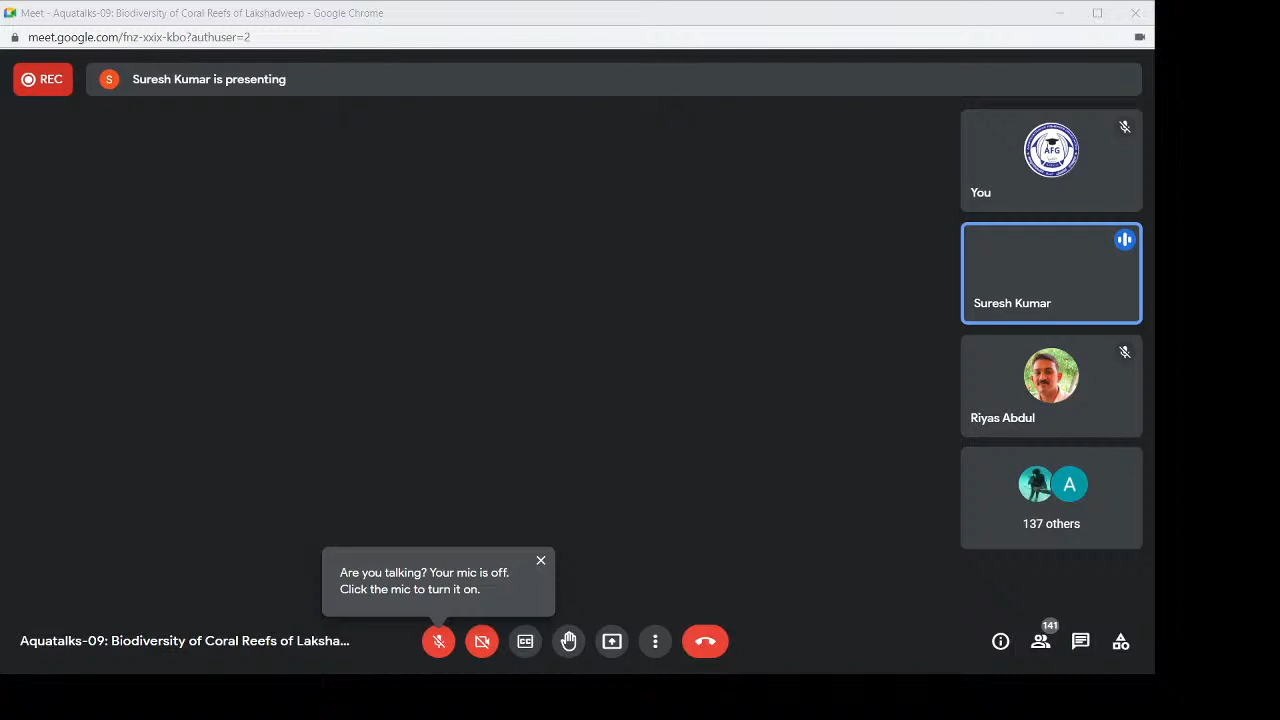 Meet - Aquatalks-09: Biodiversity of Coral Reefs of Lakshadweep - Google Chrome
meet.google.com/fnz-xxix-kbo?authuser=2
REC
S
Suresh Kumar is presenting
AFG
You
Suresh Kumar
Riyas Abdul
A
137 others
Are you talking? Your mic is off.
Click the mic to turn it on.
Aquatalks-09: Biodiversity of Coral Reefs of Laksha...
CC
141